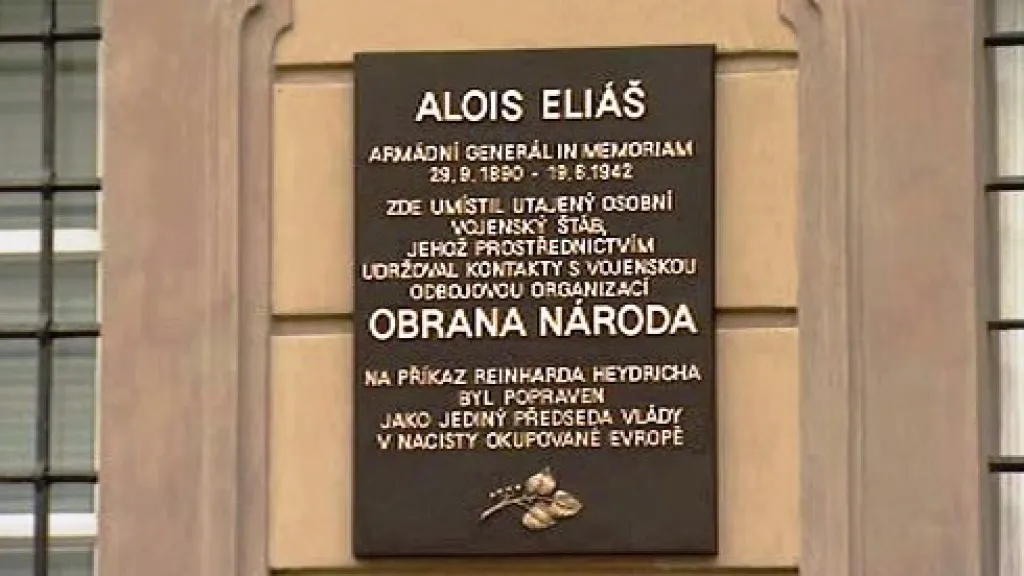 ALOIS ELIÁŠ
ARMÁDNÍ GENERÁL IN MEMORIAM
29.9.1890 - 19.6.1942
ZDE UMÍSTIL UTAJENÝ OSOBNÍ
VOJENSKÝ ŠTÁB,
JEHOŽ PROSTŘEDNICTVÍM
UDRŽOVAL KONTAKTY S VOJENSKOU
ODBOJOVOU ORGANIZACÍ
OBRANA NÁRODA
NA PŘÍKAZ REINHARDA HEYDRICHA
BYL POPRAVEN
JAKO JEDINÝ PŘEDSEDA VLÁDY
V NACISTY OKUPOVANÉ EVROPĚ